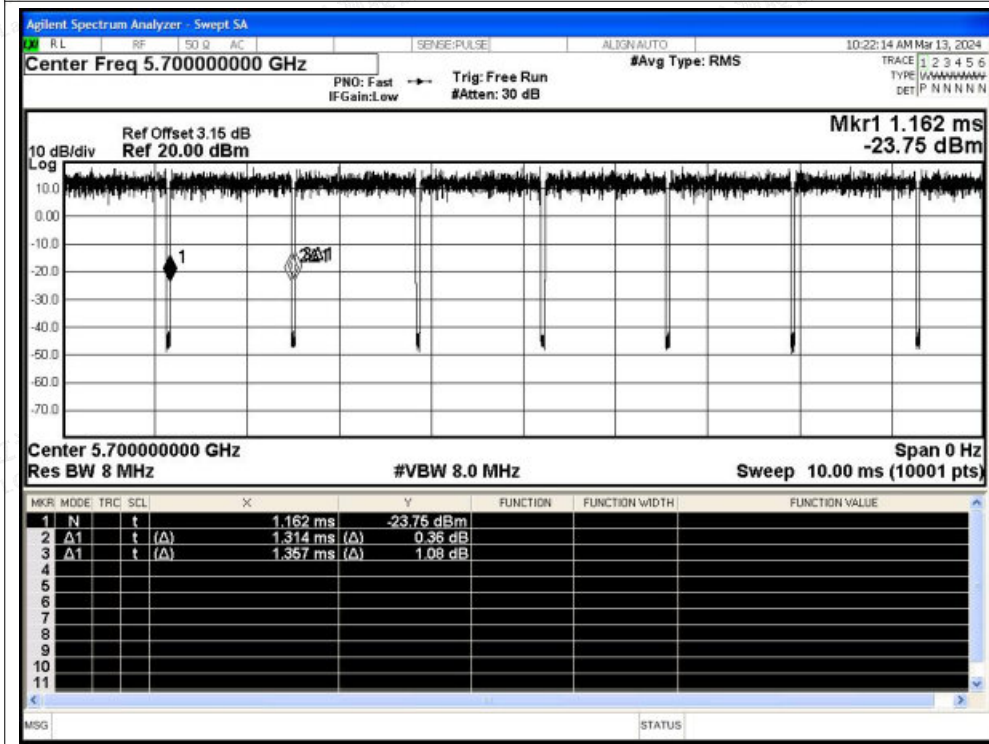 Agilent Spectrum Analyzer - Swept SA
RL RF 50 Ω AC SENSE:PULSE ALIGN AUTO 10:22:14 AM Mar 13, 2024
Center Freq 5.700000000 GHz #Avg Type: RMS TRACE 1 2 3 4 5 6
PNO: Fast Trig: Free Run TYPE
IFGain:Low #Atten: 30 dB DET P N N N N N
Mkr1 1.162 ms
Ref Offset 3.15 dB
10 dB/div Ref 20.00 dBm -23.75 dBm
Log
10.0
0.00
-10.0
1
-20.0
-30.0
-40.0
-50.0
-60.0
-70.0
Center 5.700000000 GHz Span 0 Hz
Res BW 8 MHz #VBW 8.0 MHz Sweep 10.00 ms (10001 pts)
MKR MODE TRC SCL X Y FUNCTION FUNCTION WIDTH FUNCTION VALUE
1 N t 1.162 ms -23.75 dBm
2 Δ1 t (Δ) 1.314 ms (Δ) 0.36 dB
3 Δ1 t (Δ) 1.357 ms (Δ) 1.08 dB
4
5
6
7
8
9
10
11
MSG STATUS